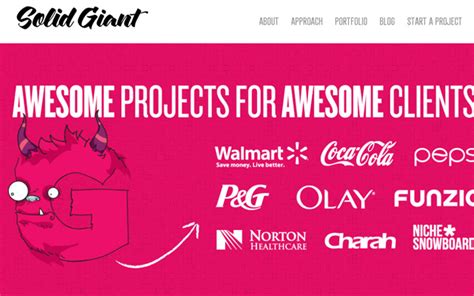 Solid Giant
ABOUT APPROACH PORTFOLIO BLOG START A PROJECT
AWESOME PROJECTS FOR AWESOME CLIENTS
Walmart
Save money. Live better.
Coca-Cola
peps
P&G
OLAY
FUNZIO
NORTON
HEALTHCARE
Charah
NICHE
SNOWBOARDS